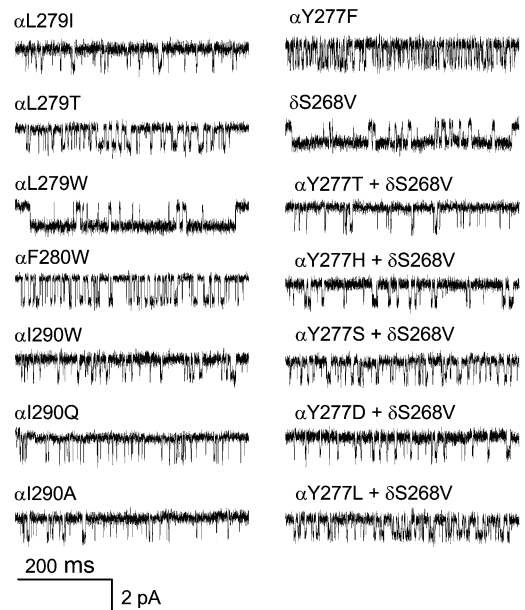 αL279I
αL279T
αL279W
αF280W
αI290W
αI290Q
αI290A
200 ms
2 pA
αY277F
δS268V
αY277T + δS268V
αY277H + δS268V
αY277S + δS268V
αY277D + δS268V
αY277L + δS268V